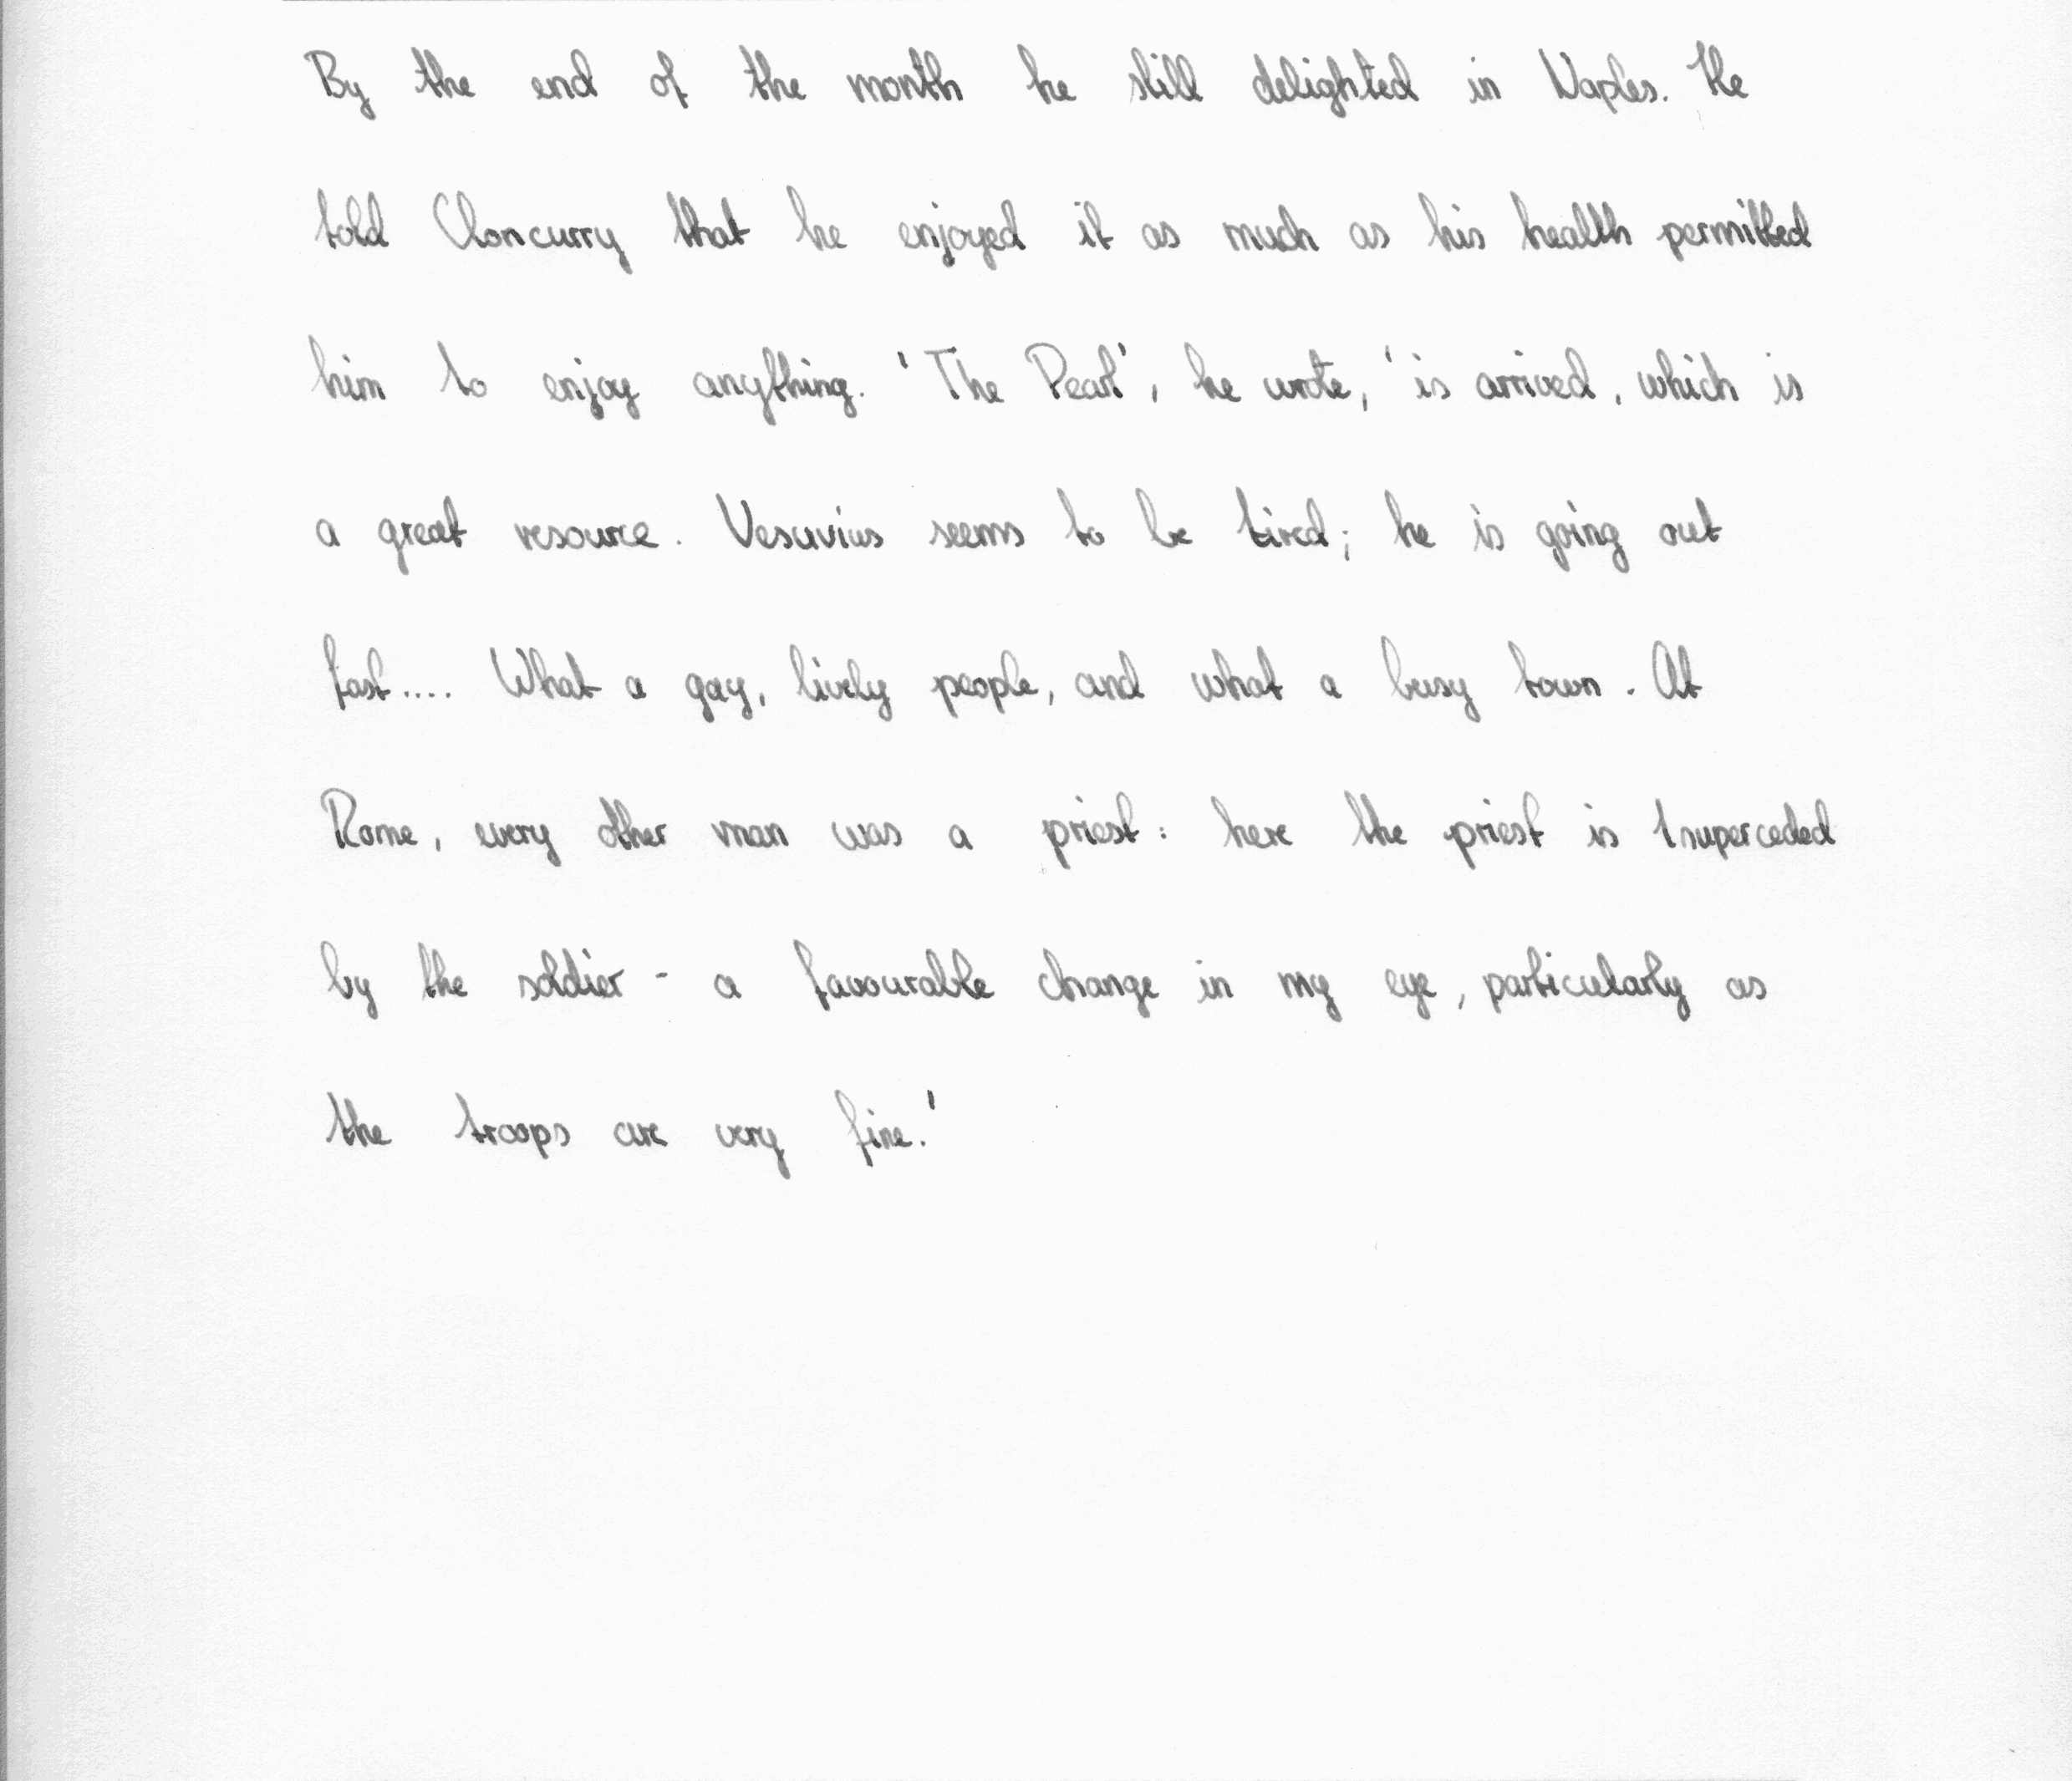 By the end of the month he still delighted in Naples. He
told Cloncurry that he enjoyed it as much as his health permitted
him to enjoy anything. 'The Pearl', he wrote, 'is arrived, which is
a great resource. Vesuvius seems to be tired; he is going out
fast.... What a gay, lively people, and what a busy town. At
Rome, every other man was a priest: here the priest is 1superceded
by the soldier - a favourable change in my eye, particularly as
the troops are very fine.'